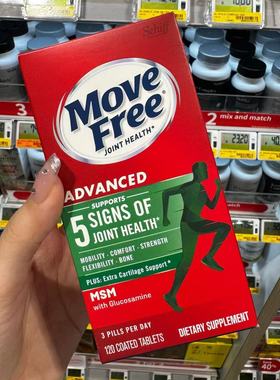 Schiff
Move
Free
JOINT HEALTH*
ADVANCED
SUPPORTS
5 SIGNS OF
JOINT HEALTH*
MOBILITY · COMFORT · STRENGTH
FLEXIBILITY · BONE
PLUS: Extra Cartilage Support*
MSM
with Glucosamine
3 PILLS PER DAY
120 COATED TABLETS
DIETARY SUPPLEMENT
2 mix and match
2320